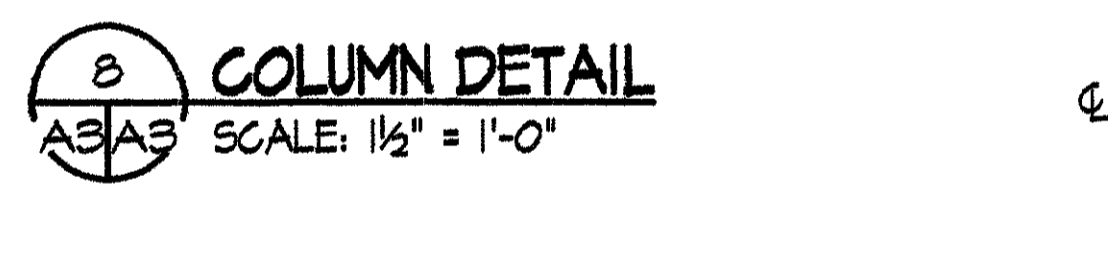 8
COLUMN DETAIL
A3 A3
SCALE: 1½" = 1'-0"
℄